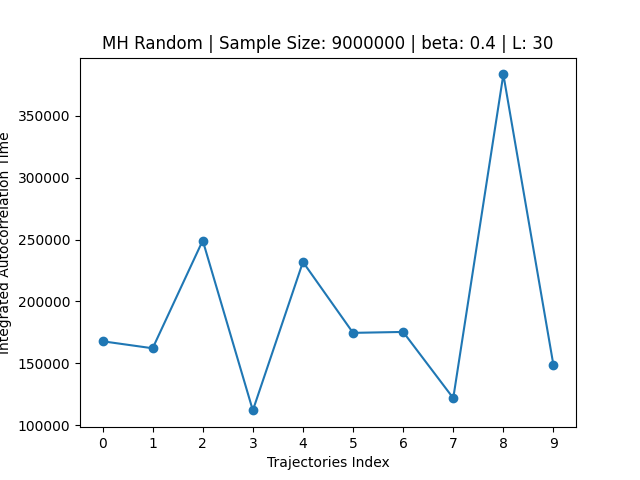 MH Random | Sample Size: 9000000 | beta: 0.4 | L: 30
350000
300000
250000
200000
150000
100000
Integrated Autocorrelation Time
0 1 2 3 4 5 6 7 8 9
Trajectories Index